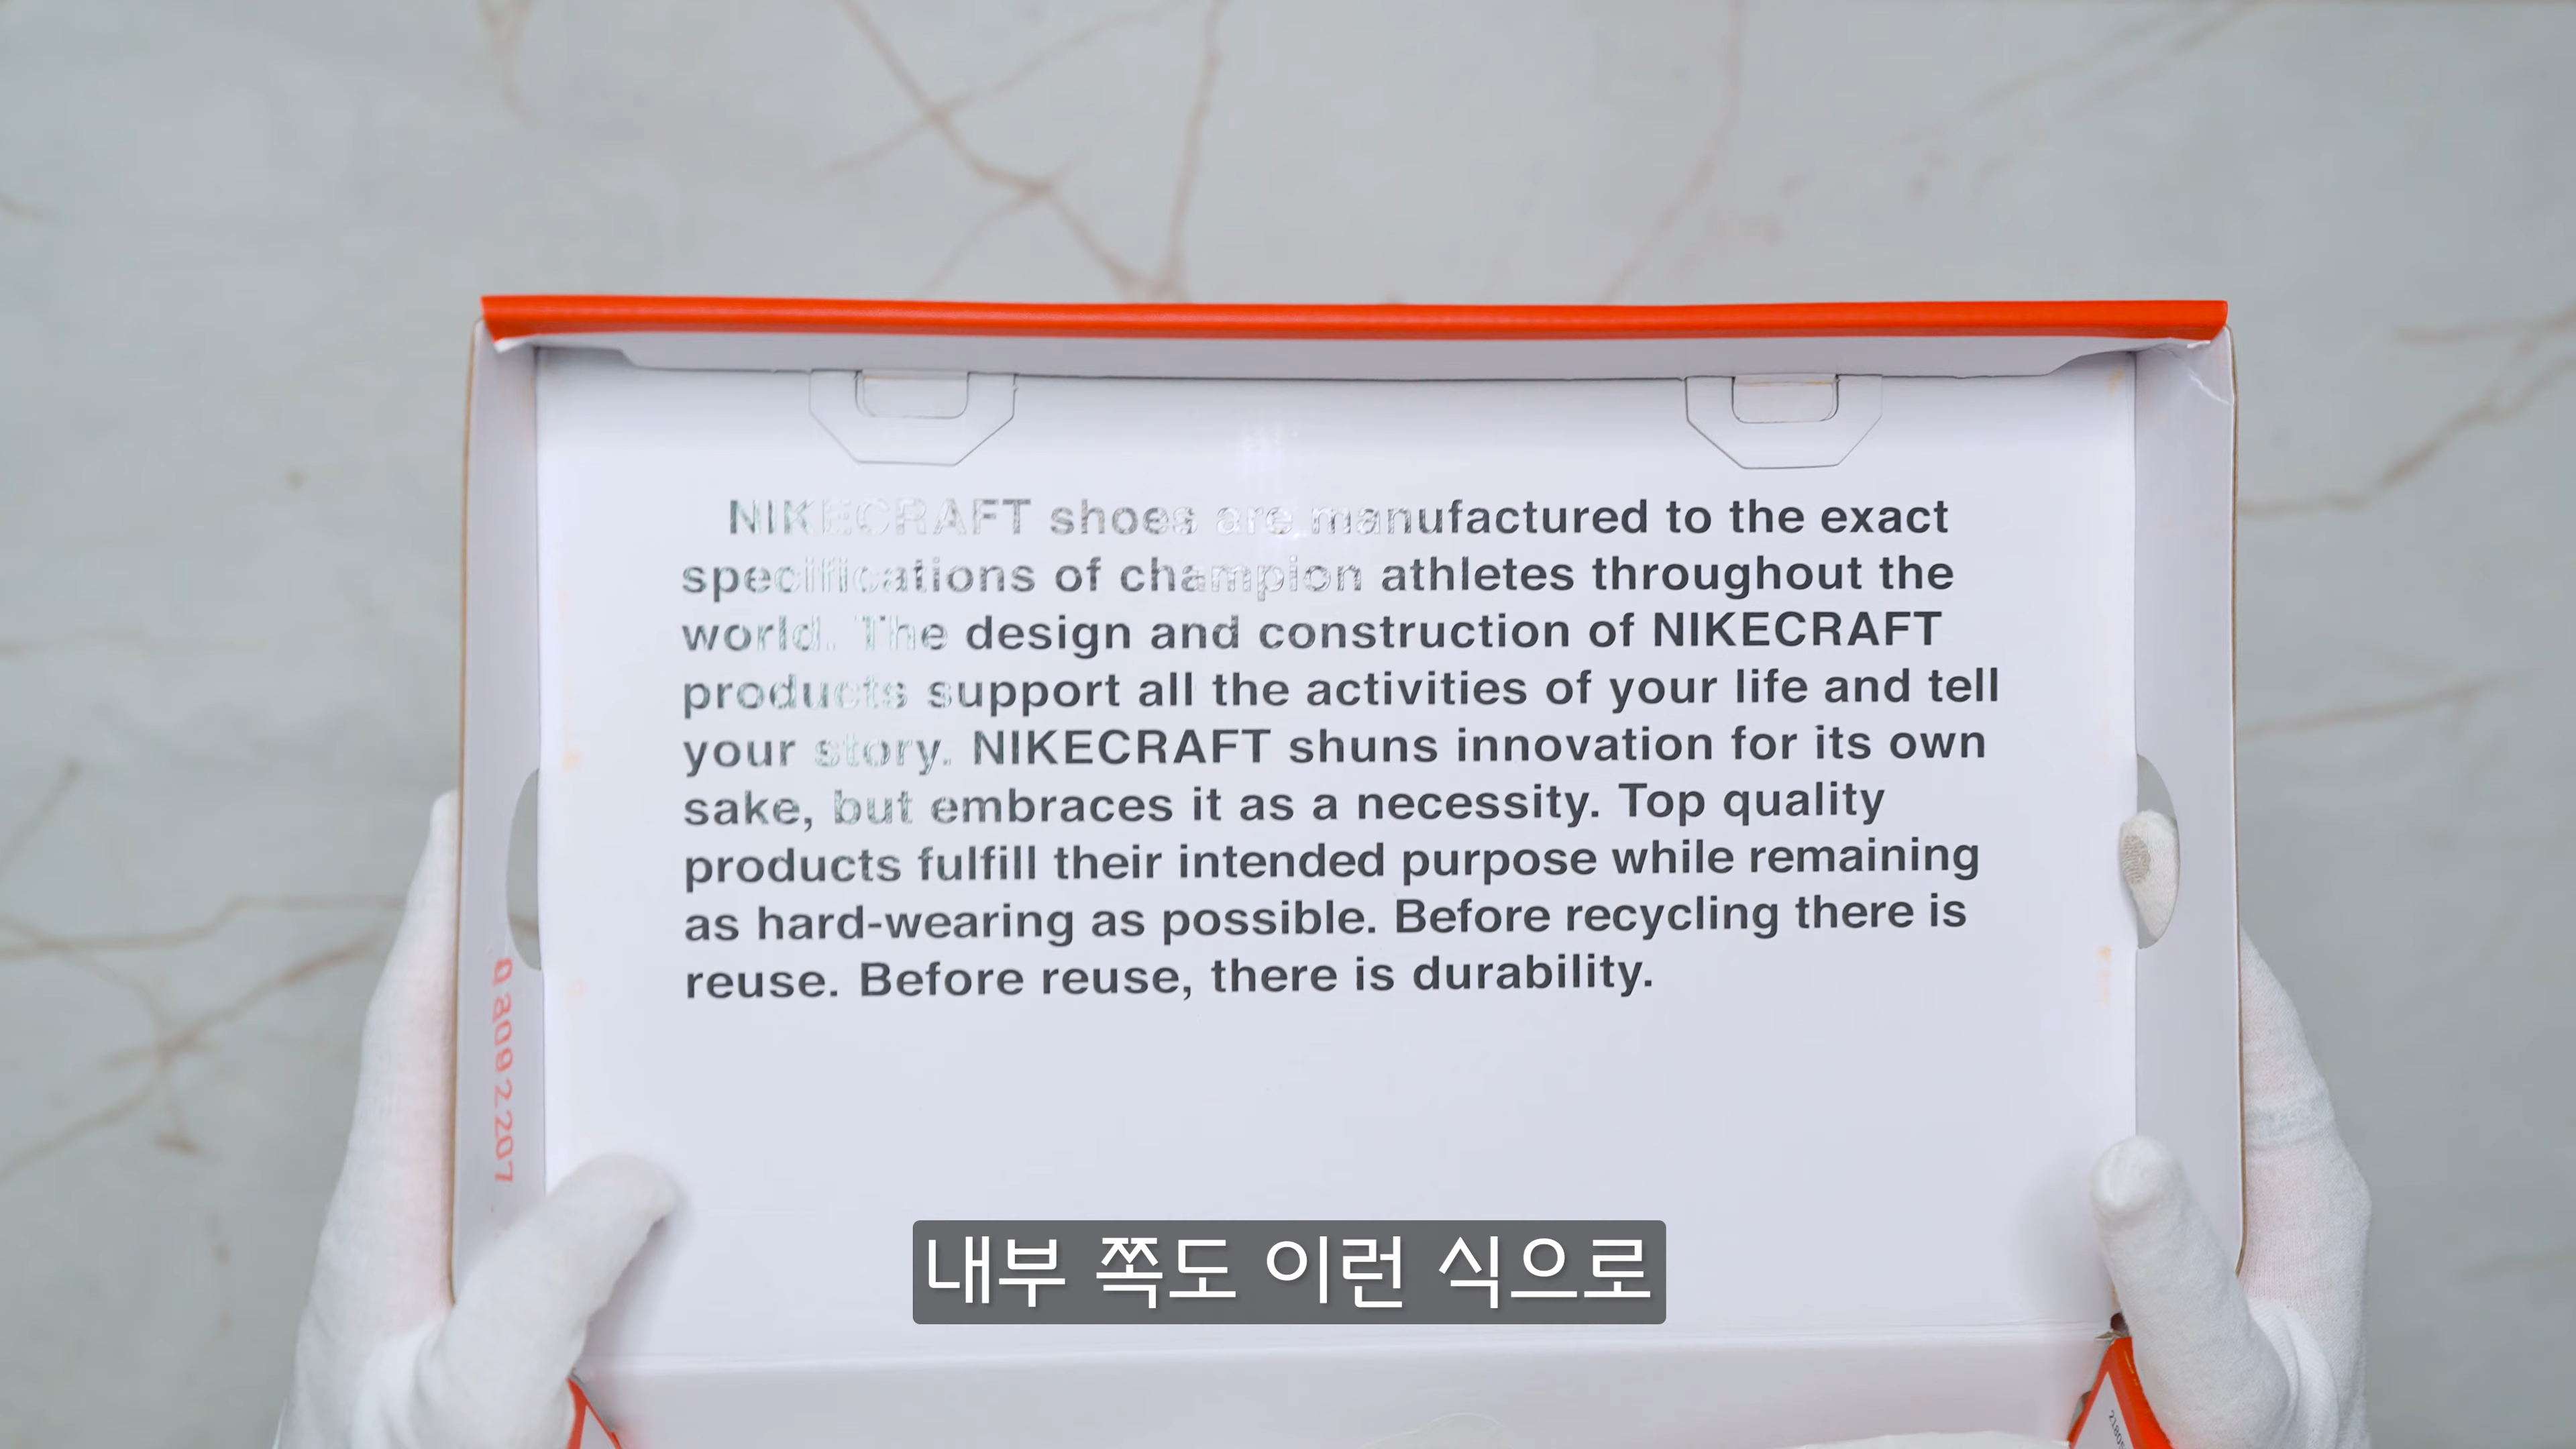 NIKECRAFT shoes are manufactured to the exact
specifications of champion athletes throughout the
world. The design and construction of NIKECRAFT
products support all the activities of your life and tell
your story. NIKECRAFT shuns innovation for its own
sake, but embraces it as a necessity. Top quality
products fulfill their intended purpose while remaining
as hard-wearing as possible. Before recycling there is
reuse. Before reuse, there is durability.
내부 쪽도 이런 식으로